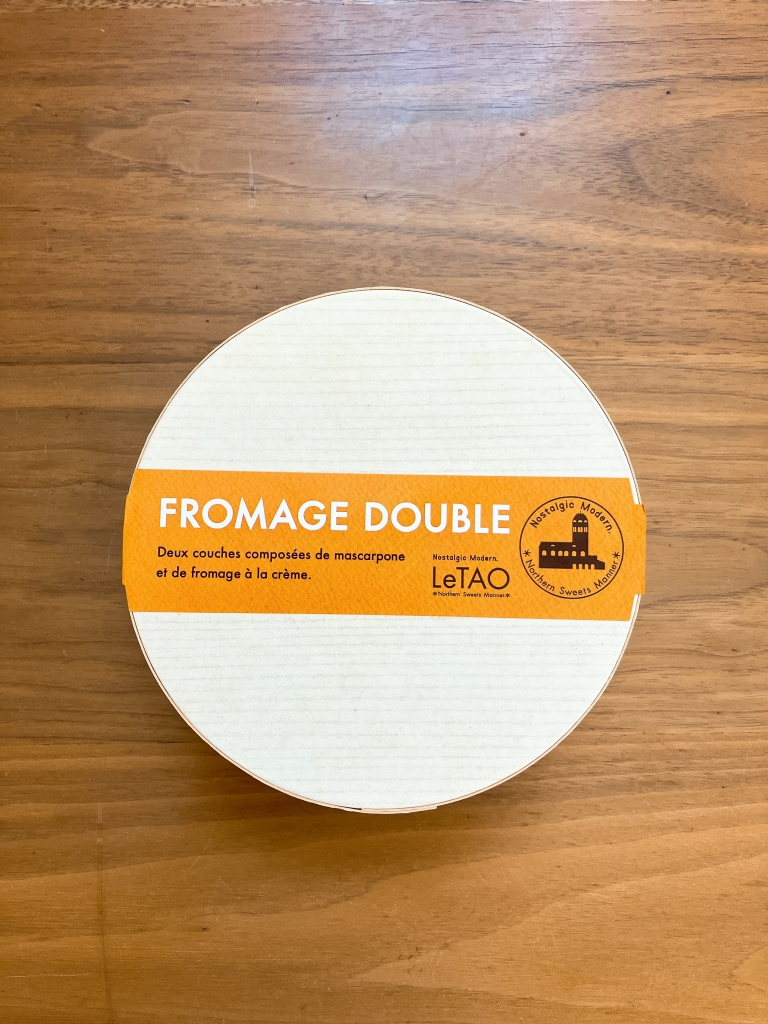 FROMAGE DOUBLE
Deux couches composées de mascarpone
et de fromage à la crème.
Nostalgic Modern.
LeTAO
*Northern Sweets Manner*
Nostalgic Modern.
*Northern Sweets Manner*